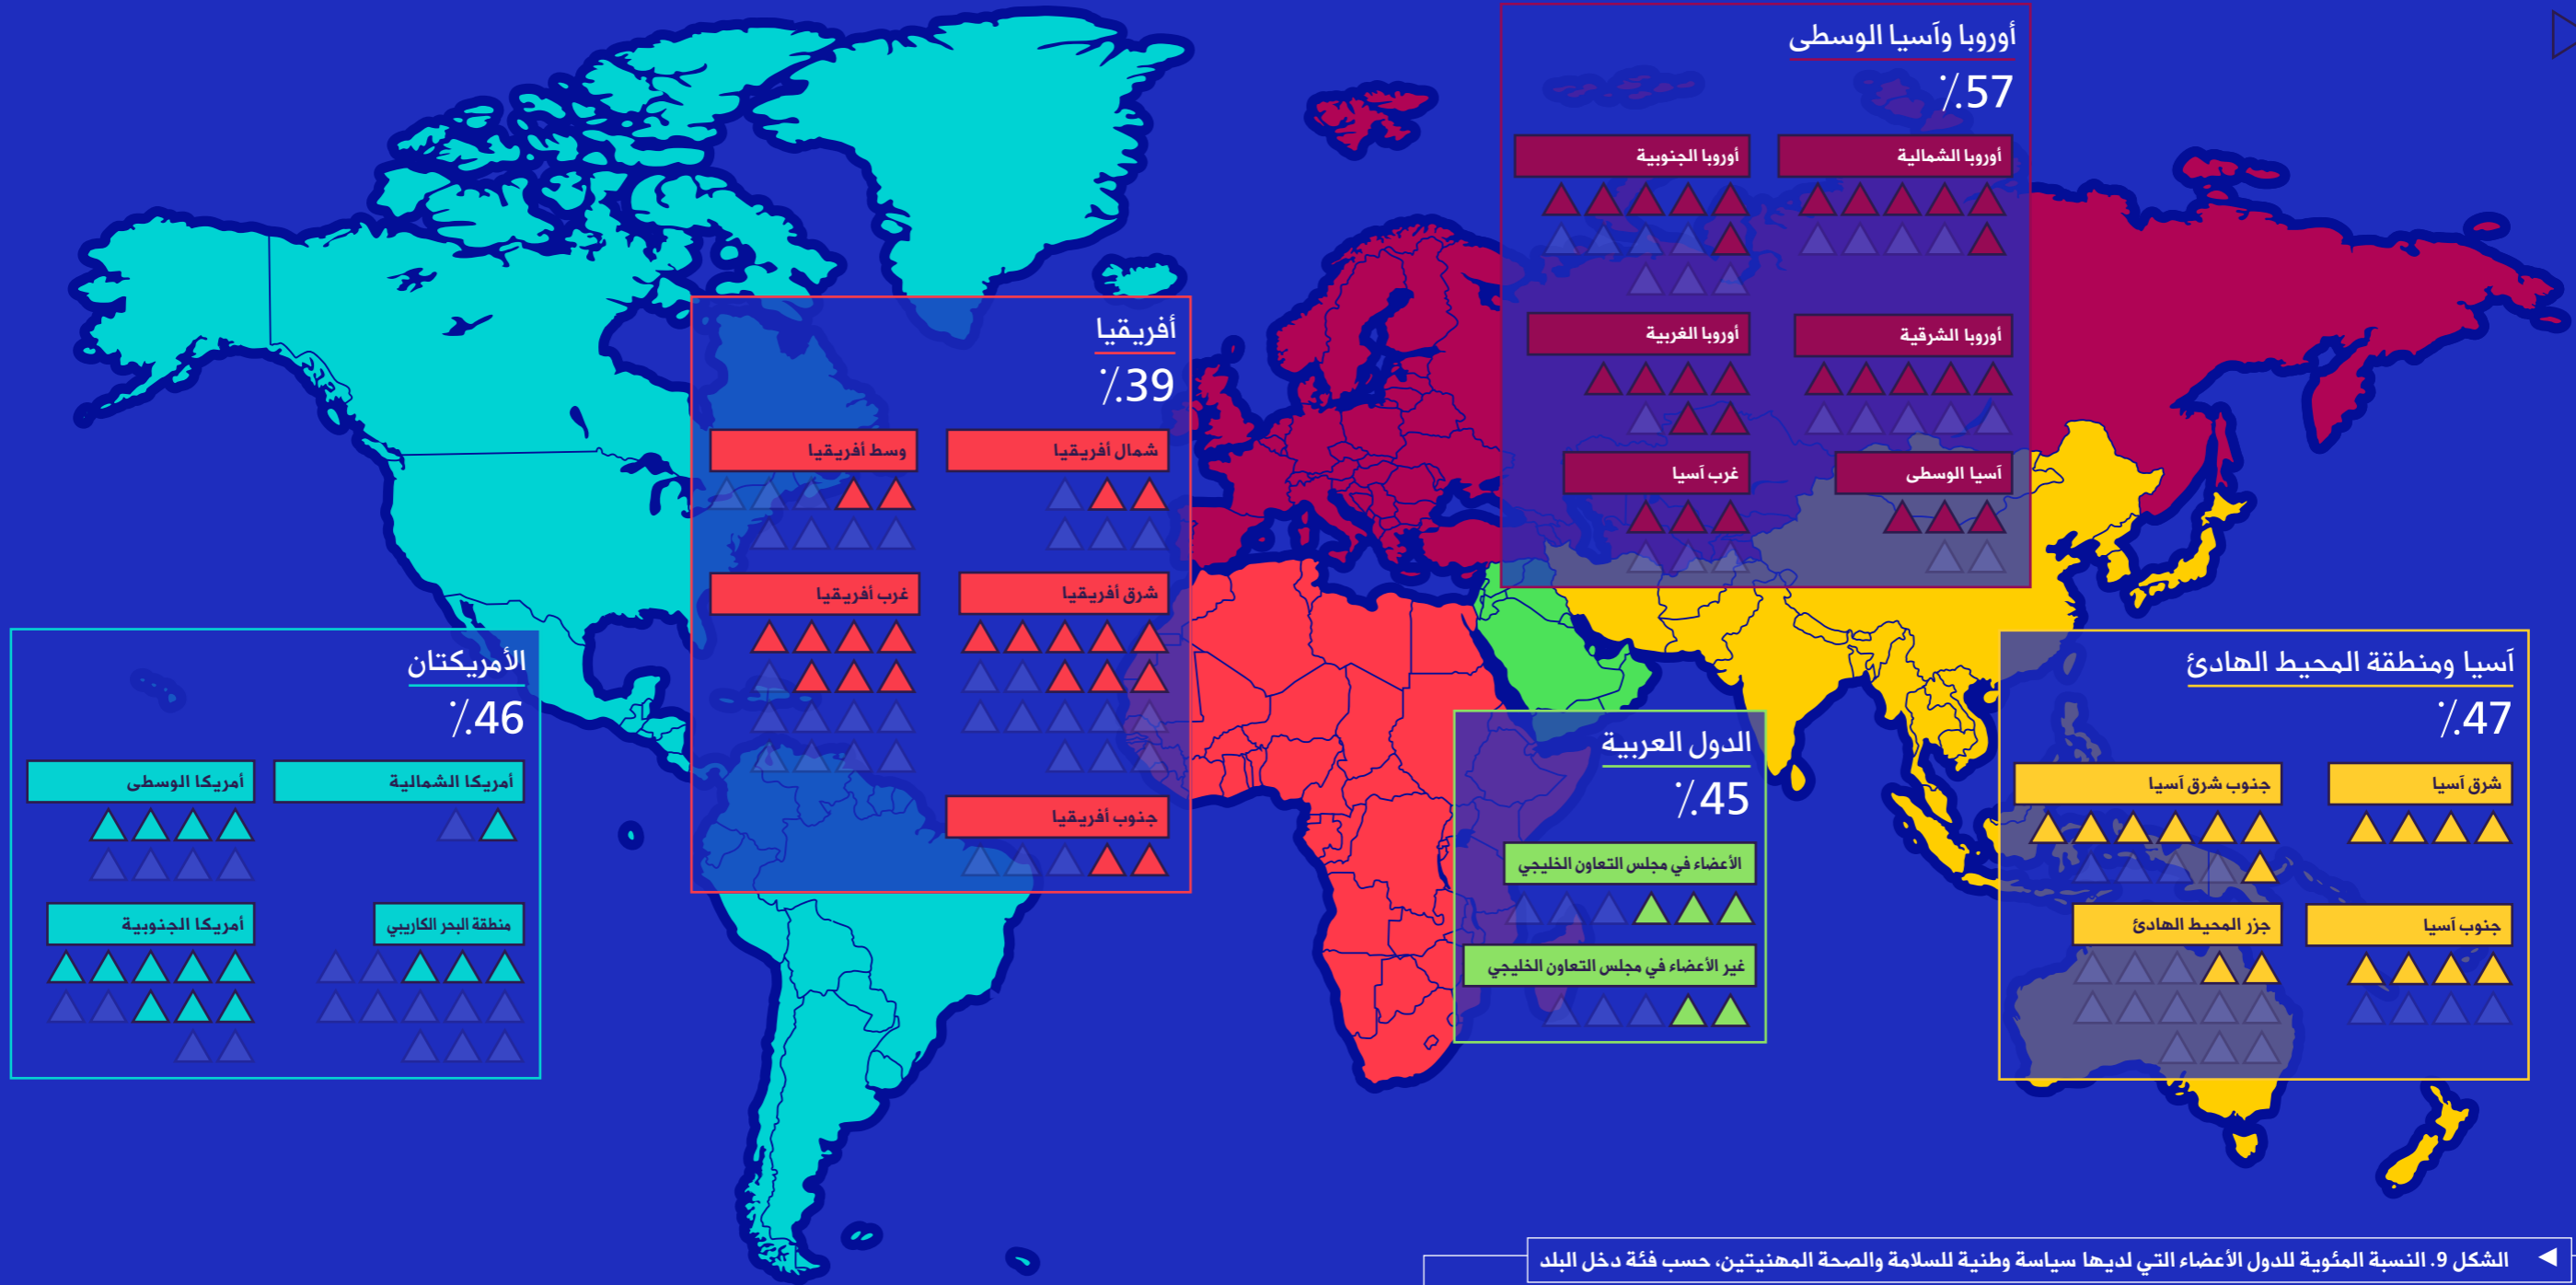 أوروبا وآسيا الوسطى
٪57
أوروبا الشمالية
أوروبا الجنوبية
أوروبا الشرقية
أوروبا الغربية
آسيا الوسطى
غرب آسيا
أفريقيا
٪39
شمال أفريقيا
وسط أفريقيا
شرق أفريقيا
غرب أفريقيا
جنوب أفريقيا
آسيا ومنطقة المحيط الهادئ
٪47
شرق آسيا
جنوب شرق آسيا
جنوب آسيا
جزر المحيط الهادئ
الدول العربية
٪45
الأعضاء في مجلس التعاون الخليجي
غير الأعضاء في مجلس التعاون الخليجي
الأمريكتان
٪46
أمريكا الشمالية
أمريكا الوسطى
منطقة البحر الكاريبي
أمريكا الجنوبية
الشكل 9. النسبة المئوية للدول الأعضاء التي لديها سياسة وطنية للسلامة والصحة المهنيتين، حسب فئة دخل البلد